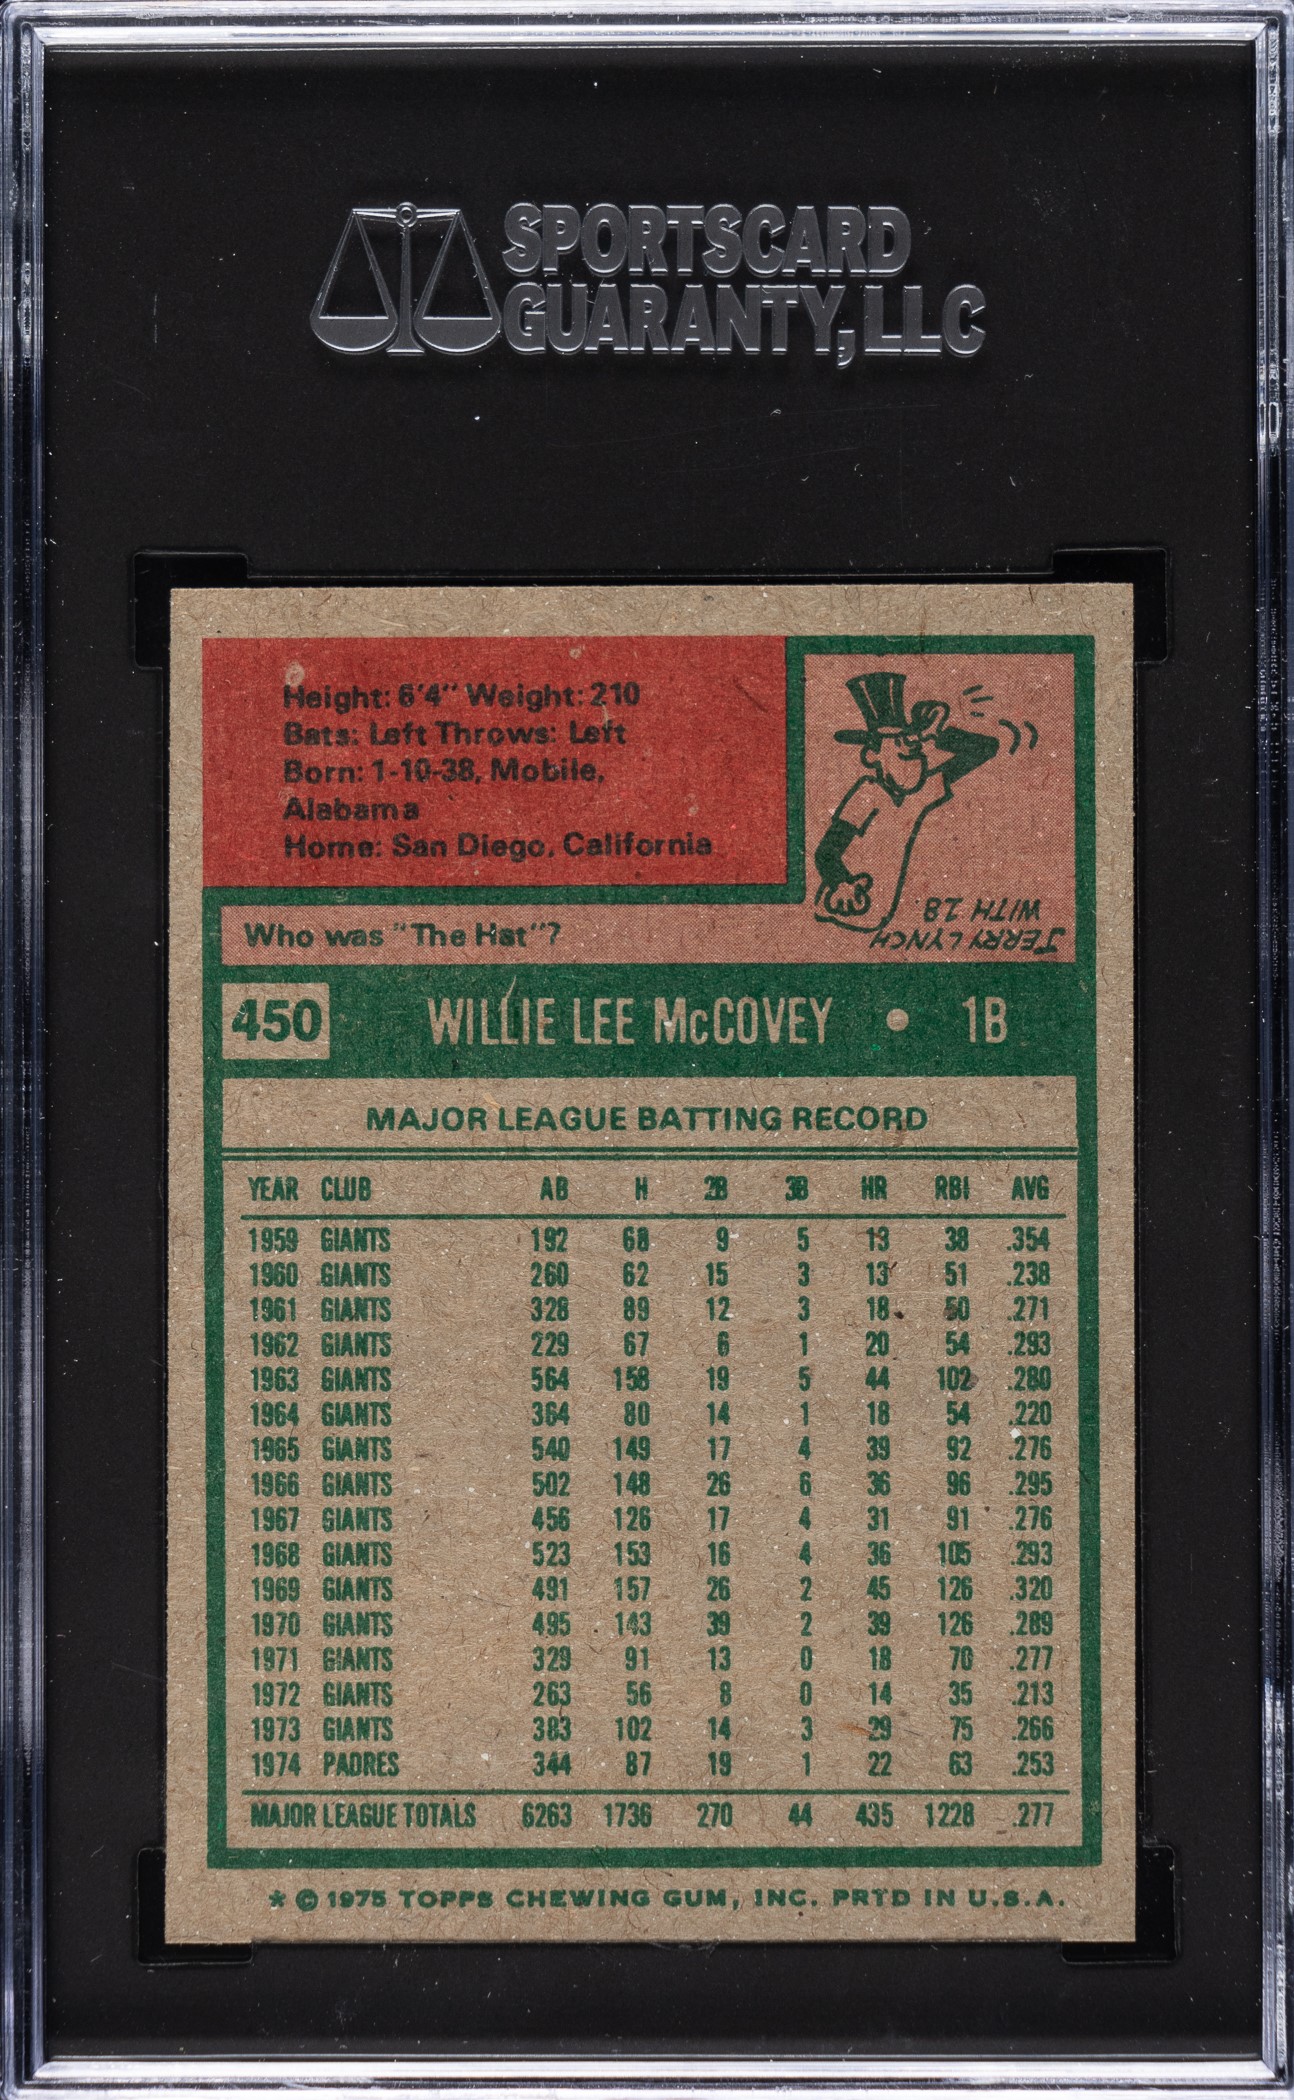 SPORTSCARD
GUARANTY, LLC
Height: 6'4" Weight: 210
Bats: Left Throws: Left
Born: 1-10-38, Mobile,
Alabama
Home: San Diego, California
Who was "The Hat"?
JERRY LYNCH
WITH 18.
450 WILLIE LEE McCOVEY • 1B
MAJOR LEAGUE BATTING RECORD
YEAR CLUB AB H 2B 3B HR RBI AVG
1959 GIANTS 192 68 9 5 13 38 .354
1960 GIANTS 260 62 15 3 13 51 .238
1961 GIANTS 328 89 12 3 18 50 .271
1962 GIANTS 229 67 6 1 20 54 .293
1963 GIANTS 564 158 19 5 44 102 .280
1964 GIANTS 364 80 14 1 18 54 .220
1965 GIANTS 540 149 17 4 39 92 .276
1966 GIANTS 502 148 26 6 36 96 .295
1967 GIANTS 456 126 17 4 31 91 .276
1968 GIANTS 523 153 16 4 36 105 .293
1969 GIANTS 491 157 26 2 45 126 .320
1970 GIANTS 495 143 39 2 39 126 .289
1971 GIANTS 329 91 13 0 18 70 .277
1972 GIANTS 263 56 8 0 14 35 .213
1973 GIANTS 383 102 14 3 29 75 .266
1974 PADRES 344 87 19 1 22 63 .253
MAJOR LEAGUE TOTALS 6263 1736 270 44 435 1228 .277
* © 1975 TOPPS CHEWING GUM, INC. PRTD IN U.S.A.